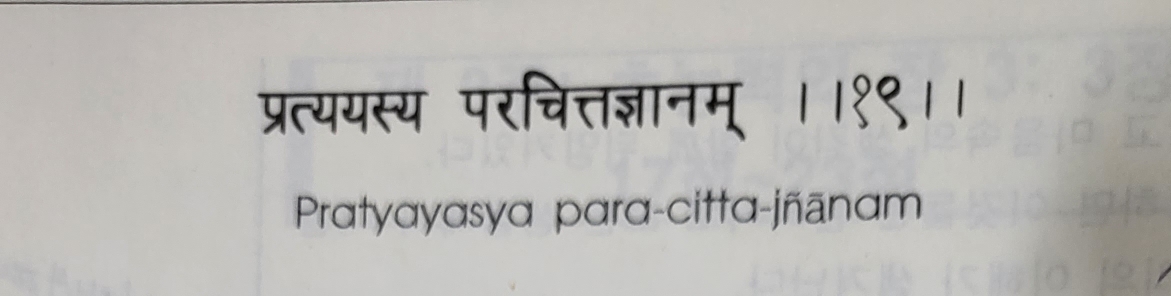 प्रत्ययस्य परचित्तज्ञानम् ।।१९।।
Pratyayasya para-citta-jñānam